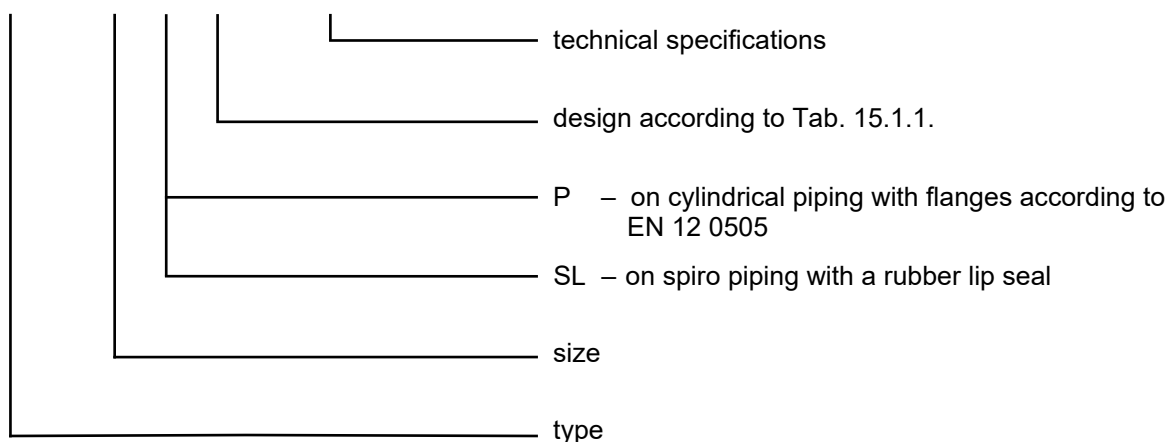 technical specifications
design according to Tab. 15.1.1.
P – on cylindrical piping with flanges according to
EN 12 0505
SL – on spiro piping with a rubber lip seal
size
type